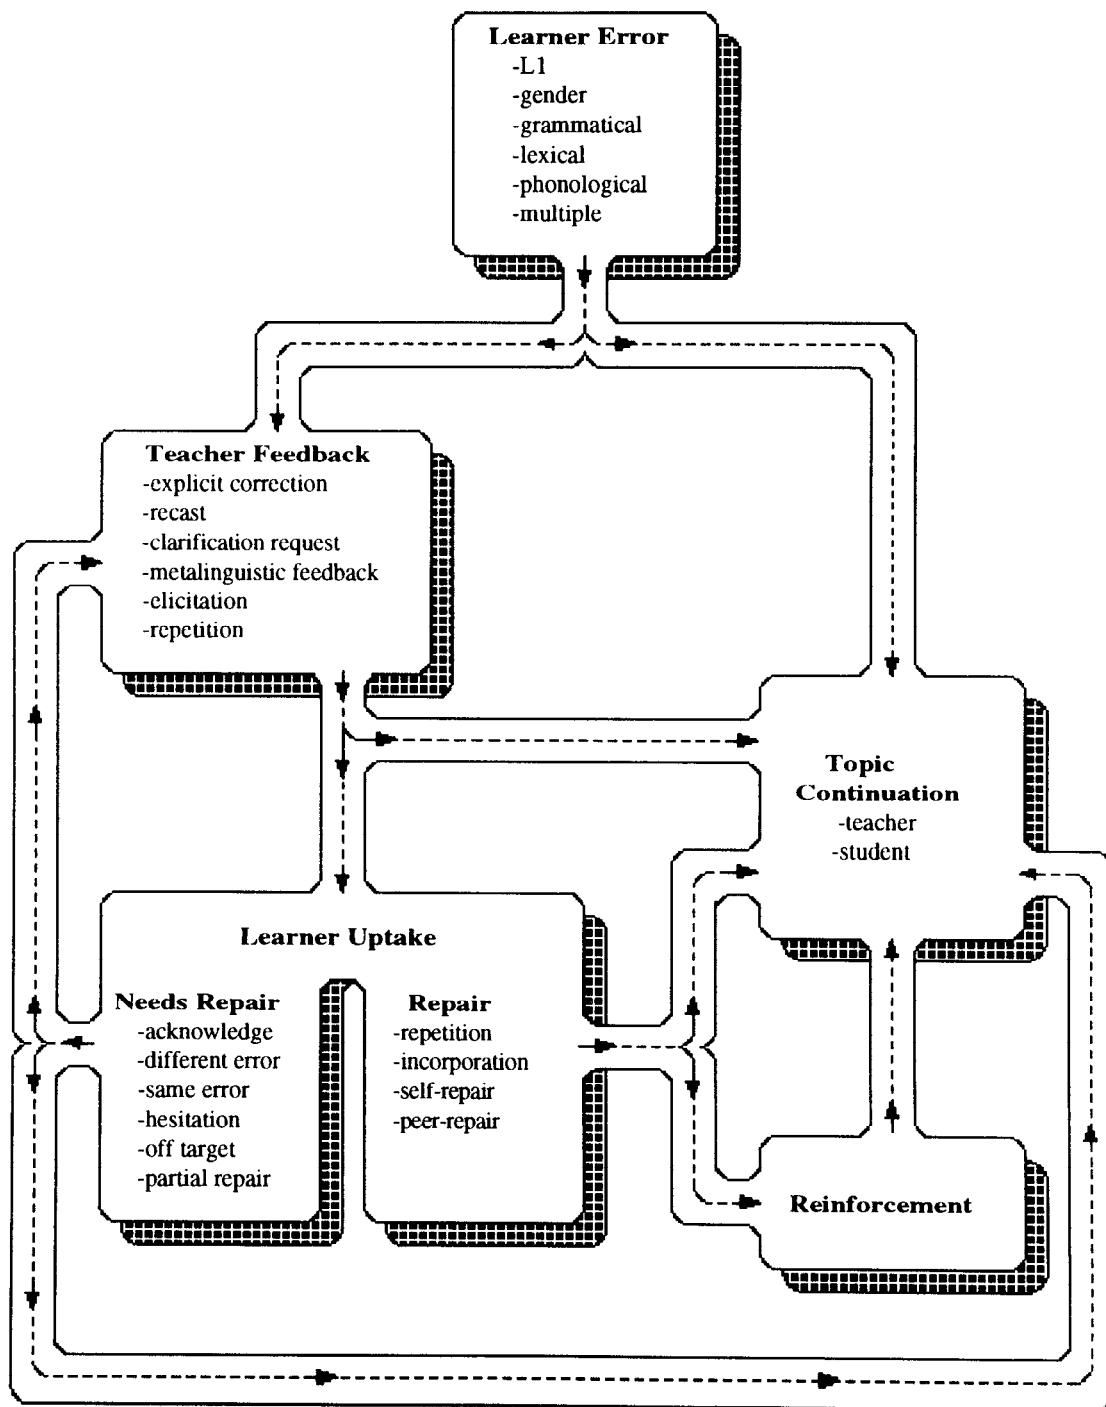 Learner Error
-L1
-gender
-grammatical
-lexical
-phonological
-multiple
Teacher Feedback
-explicit correction
-recast
-clarification request
-metalinguistic feedback
-elicitation
-repetition
Topic
Continuation
-teacher
-student
Learner Uptake
Needs Repair
-acknowledge
-different error
-same error
-hesitation
-off target
-partial repair
Repair
-repetition
-incorporation
-self-repair
-peer-repair
Reinforcement